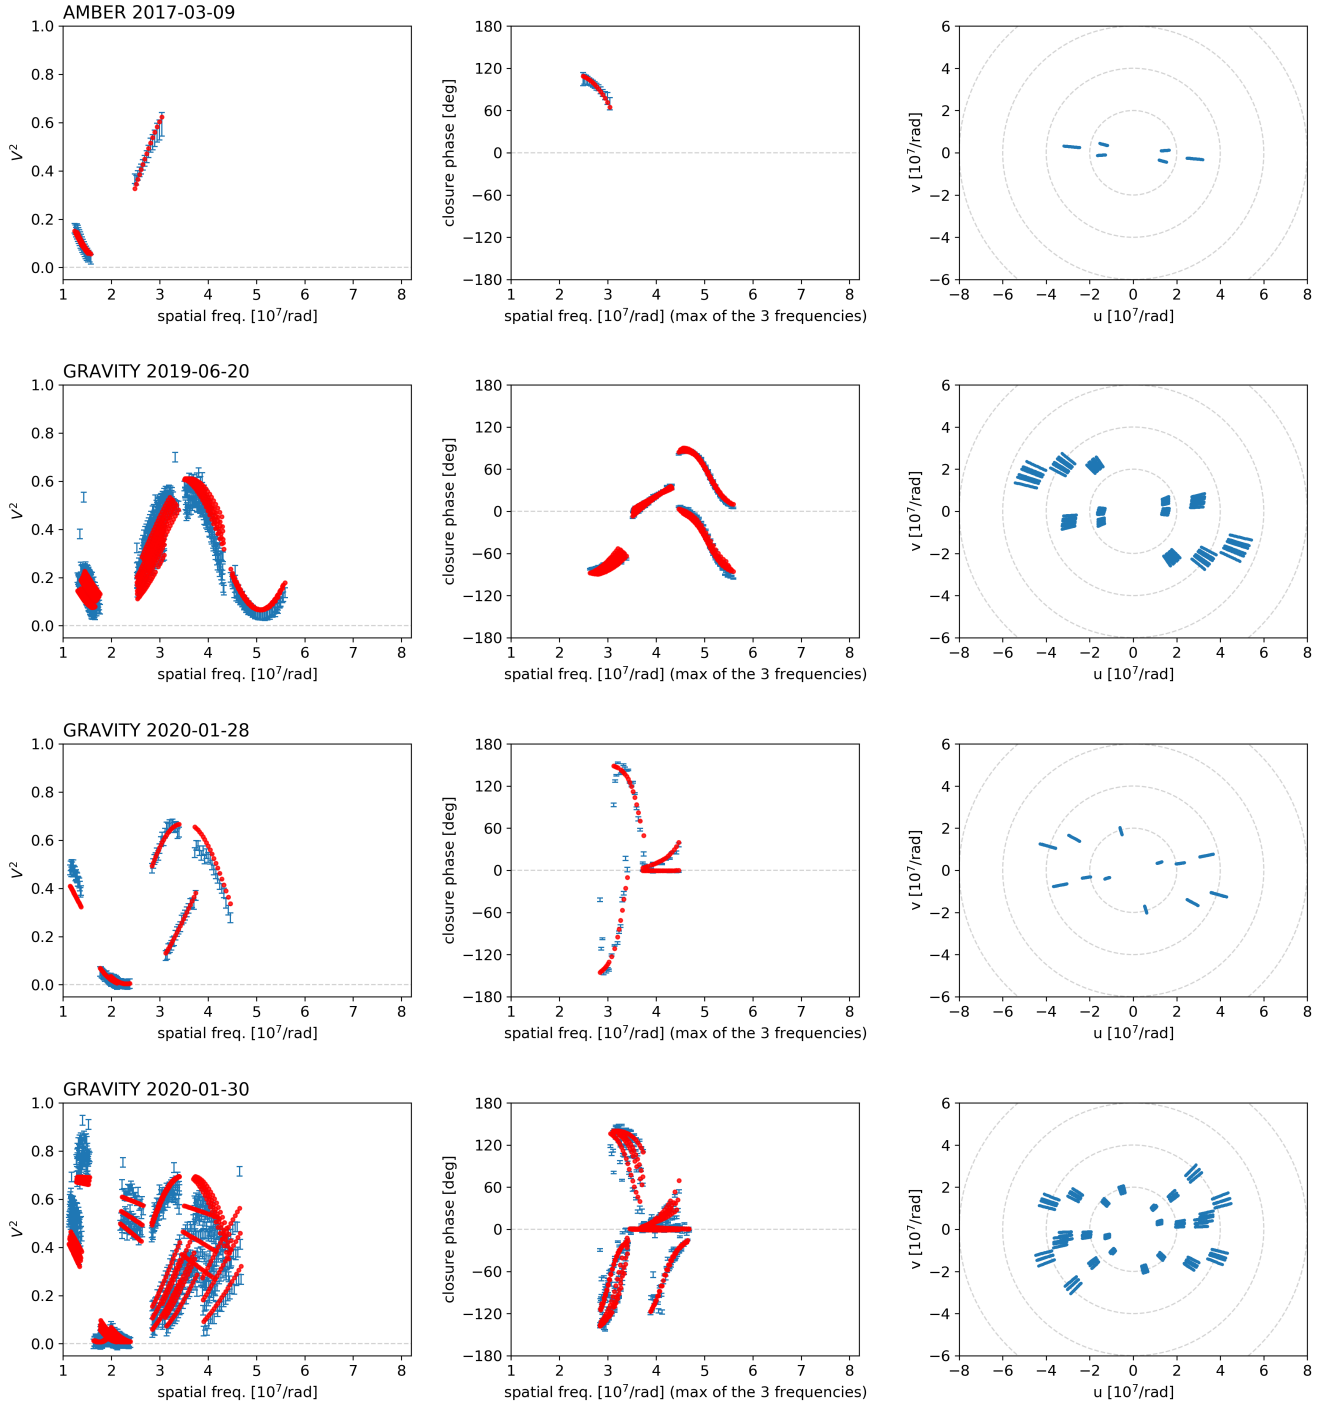 AMBER 2017-03-09
1.0
0.8
0.6
0.4
0.2
0.0
V²
1 2 3 4 5 6 7 8
spatial freq. [10⁷/rad]
180
120
60
0
−60
−120
−180
closure phase [deg]
1 2 3 4 5 6 7 8
spatial freq. [10⁷/rad] (max of the 3 frequencies)
6
4
2
0
−2
−4
−6
v [10⁷/rad]
−8 −6 −4 −2 0 2 4 6 8
u [10⁷/rad]
GRAVITY 2019-06-20
1.0
0.8
0.6
0.4
0.2
0.0
V²
1 2 3 4 5 6 7 8
spatial freq. [10⁷/rad]
180
120
60
0
−60
−120
−180
closure phase [deg]
1 2 3 4 5 6 7 8
spatial freq. [10⁷/rad] (max of the 3 frequencies)
6
4
2
0
−2
−4
−6
v [10⁷/rad]
−8 −6 −4 −2 0 2 4 6 8
u [10⁷/rad]
GRAVITY 2020-01-28
1.0
0.8
0.6
0.4
0.2
0.0
V²
1 2 3 4 5 6 7 8
spatial freq. [10⁷/rad]
180
120
60
0
−60
−120
−180
closure phase [deg]
1 2 3 4 5 6 7 8
spatial freq. [10⁷/rad] (max of the 3 frequencies)
6
4
2
0
−2
−4
−6
v [10⁷/rad]
−8 −6 −4 −2 0 2 4 6 8
u [10⁷/rad]
GRAVITY 2020-01-30
1.0
0.8
0.6
0.4
0.2
0.0
V²
1 2 3 4 5 6 7 8
spatial freq. [10⁷/rad]
180
120
60
0
−60
−120
−180
closure phase [deg]
1 2 3 4 5 6 7 8
spatial freq. [10⁷/rad] (max of the 3 frequencies)
6
4
2
0
−2
−4
−6
v [10⁷/rad]
−8 −6 −4 −2 0 2 4 6 8
u [10⁷/rad]